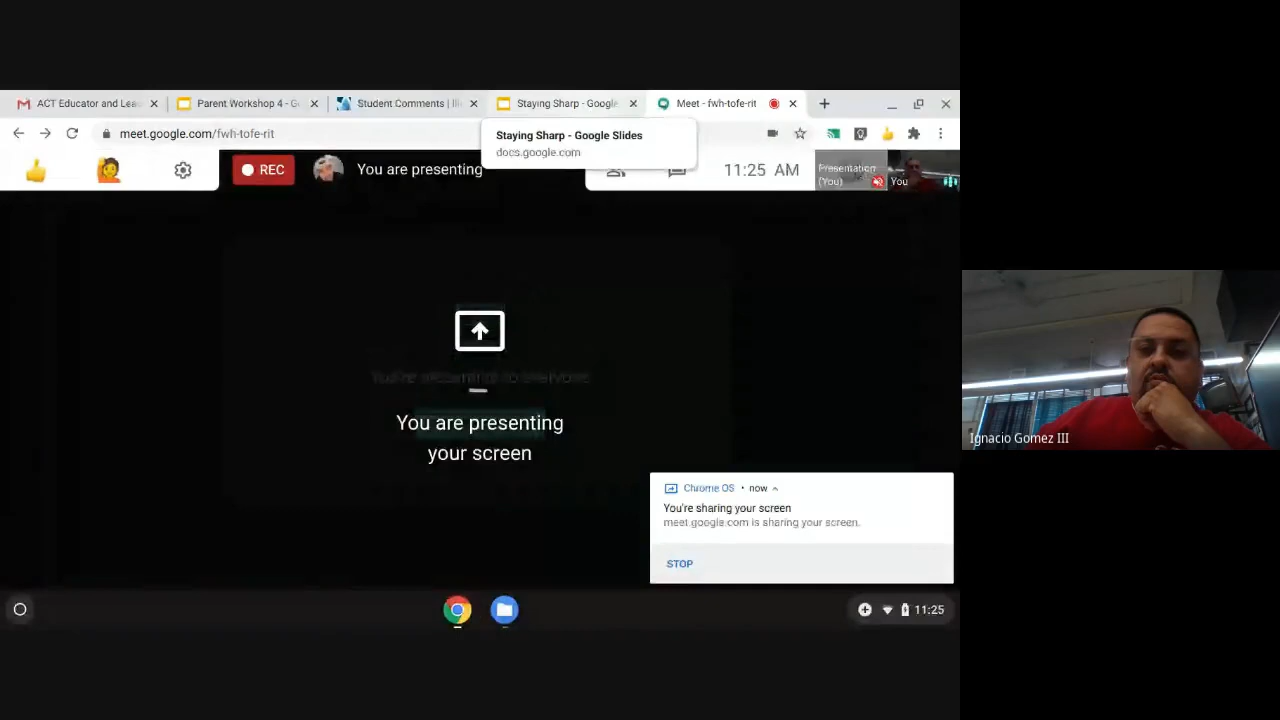 ACT Educator and Lea
Parent Workshop 4 - G
Student Comments | Ill
Staying Sharp - Google
Meet - fwh-tofe-rit
meet.google.com/fwh-tofe-rit
Staying Sharp - Google Slides
docs.google.com
REC
You are presenting
11:25 AM
Presentation
(You)
You
You are presenting
your screen
Ignacio Gomez III
Chrome OS • now
You're sharing your screen
meet.google.com is sharing your screen.
STOP
11:25